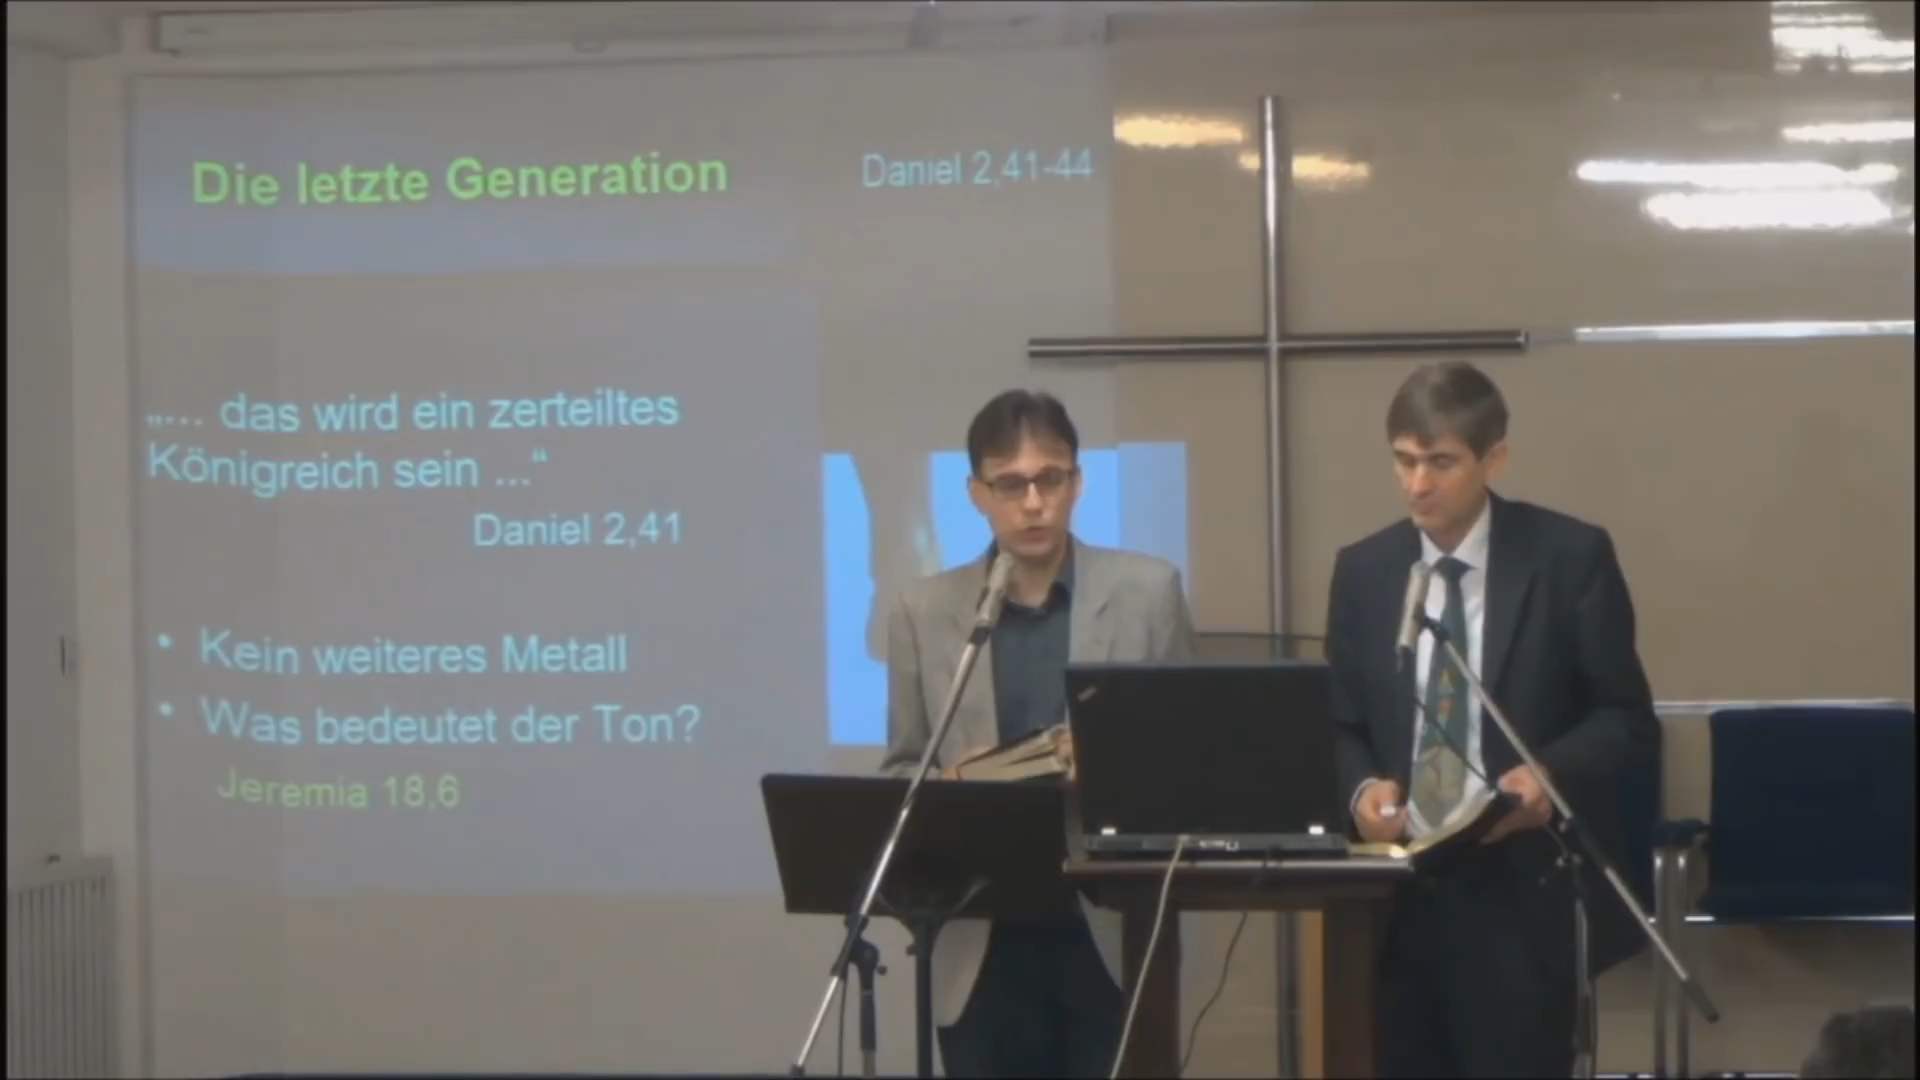 Die letzte Generation
Daniel 2,41-44
„... das wird ein zerteiltes
Königreich sein ...“
Daniel 2,41
• Kein weiteres Metall
• Was bedeutet der Ton?
Jeremia 18,6